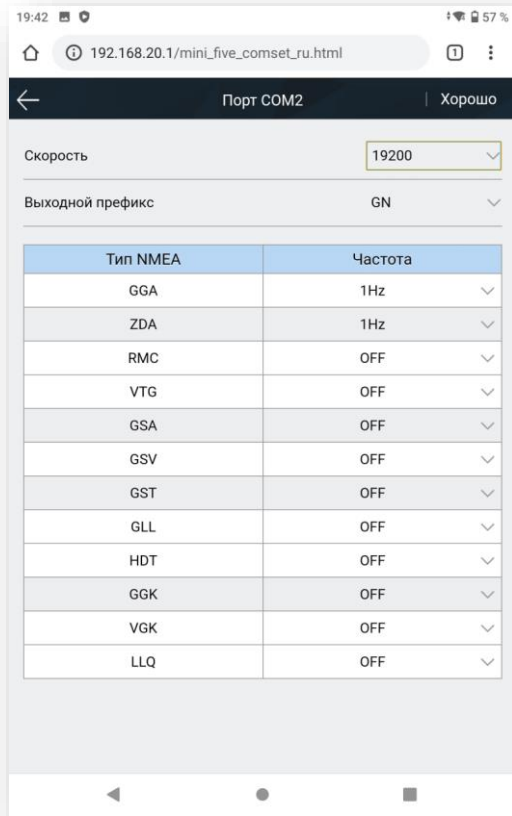 19:42 57 %
192.168.20.1/mini_five_comset_ru.html 1
Порт COM2 | Хорошо
Скорость 19200
Выходной префикс GN
Тип NMEA Частота
GGA 1Hz
ZDA 1Hz
RMC OFF
VTG OFF
GSA OFF
GSV OFF
GST OFF
GLL OFF
HDT OFF
GGK OFF
VGK OFF
LLQ OFF